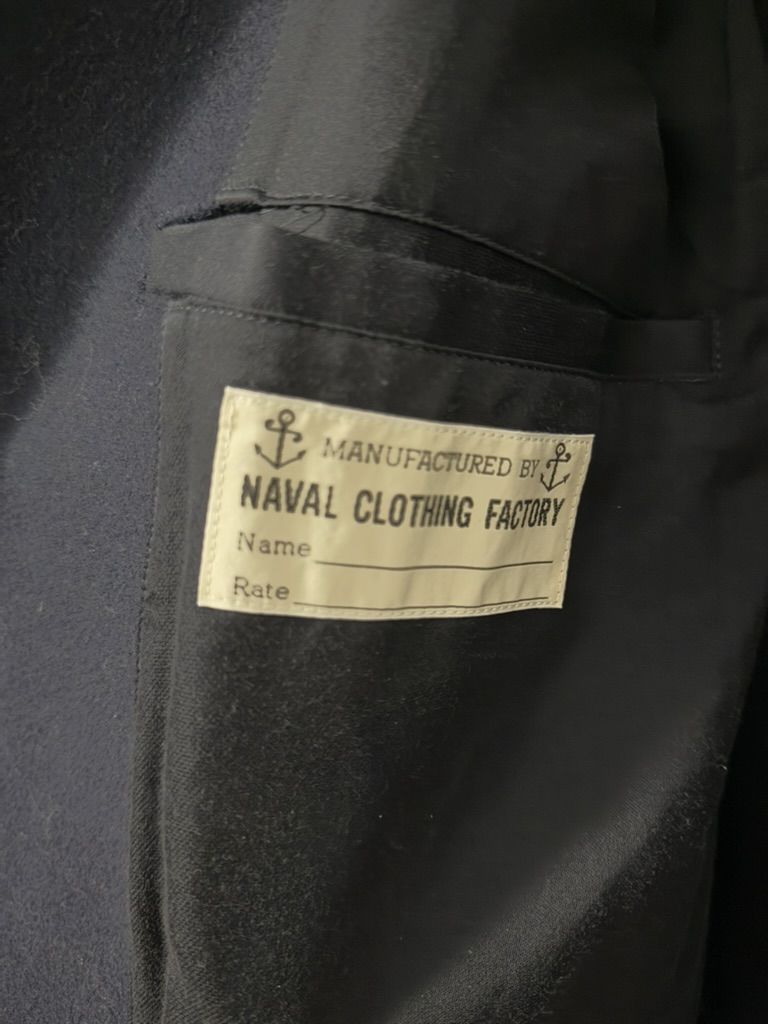 MANUFACTURED BY
NAVAL CLOTHING FACTORY
Name
Rate